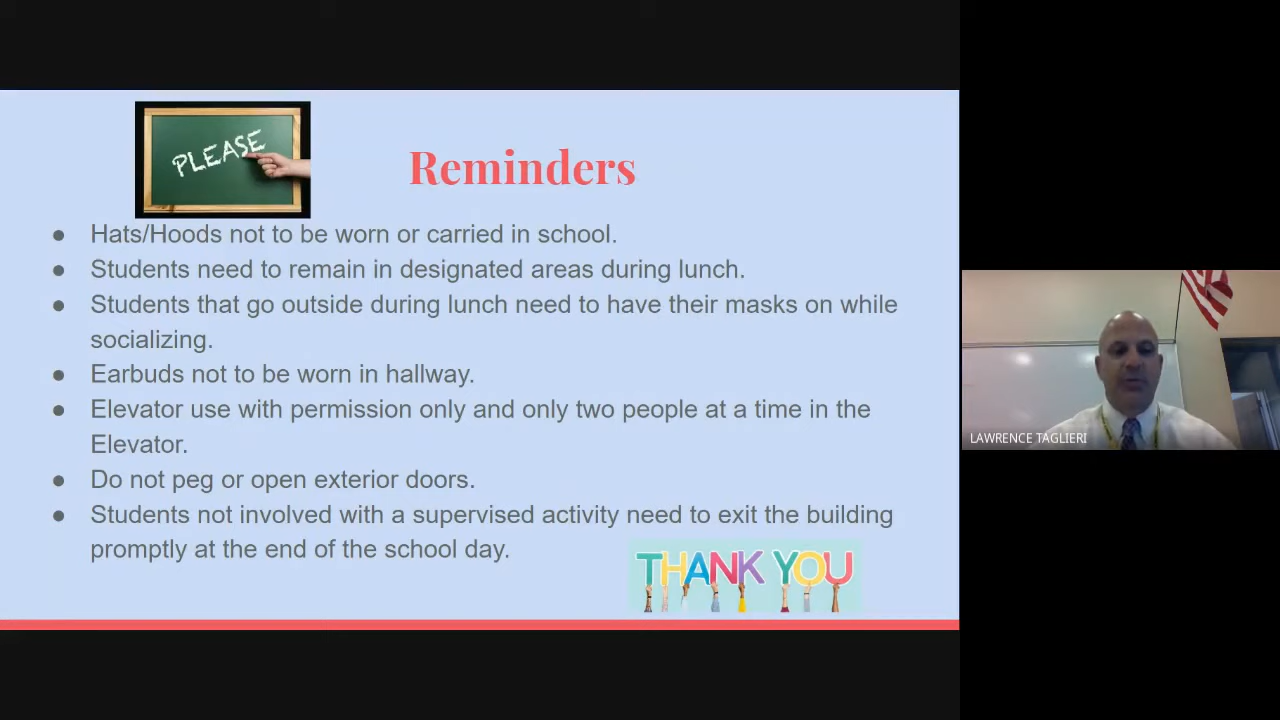 PLEASE
Reminders
● Hats/Hoods not to be worn or carried in school.
● Students need to remain in designated areas during lunch.
● Students that go outside during lunch need to have their masks on while
socializing.
● Earbuds not to be worn in hallway.
● Elevator use with permission only and only two people at a time in the
Elevator.
● Do not peg or open exterior doors.
● Students not involved with a supervised activity need to exit the building
promptly at the end of the school day.
THANK YOU
LAWRENCE TAGLIERI